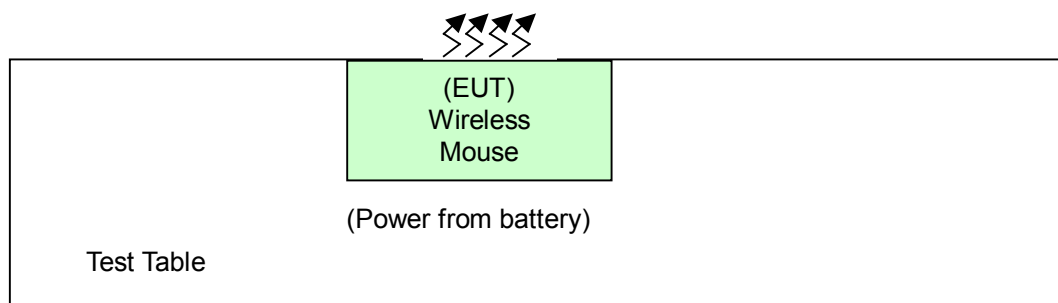 (EUT)
Wireless
Mouse
(Power from battery)
Test Table